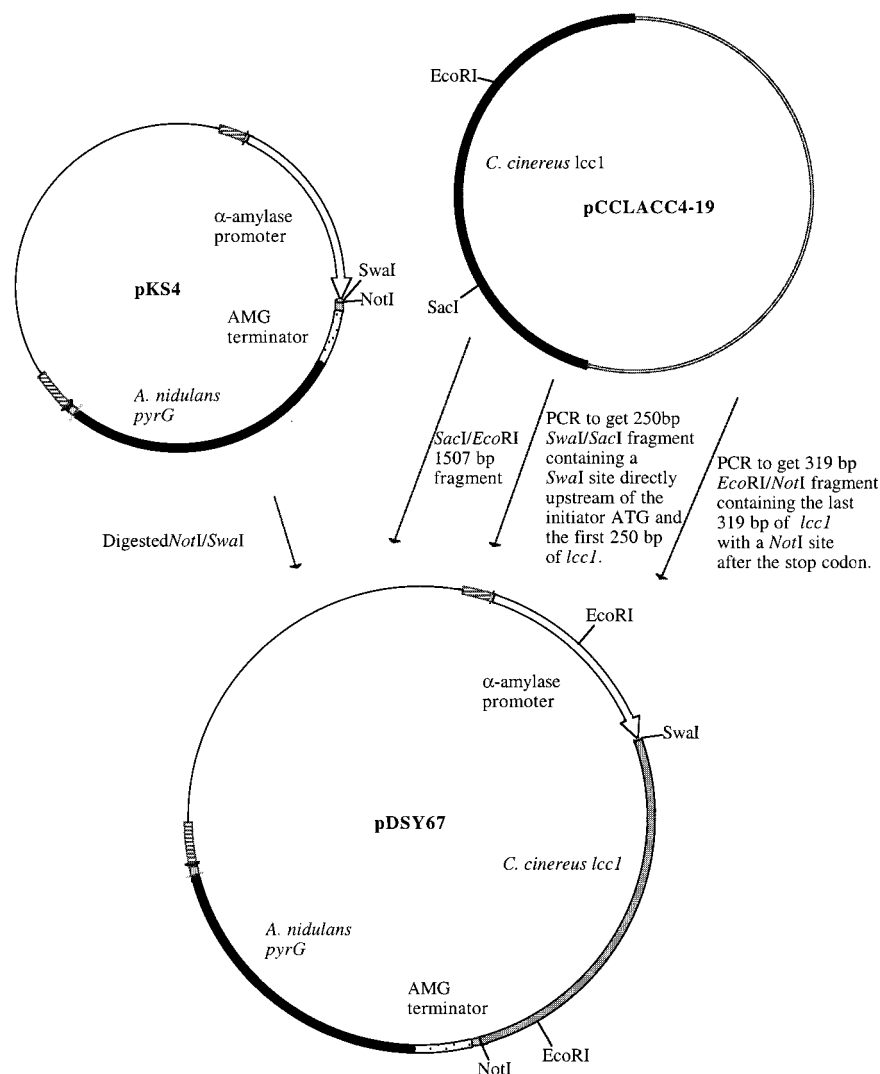 EcoRI
C. cinereus lcc1
pCCLACC4-19
SacI
α-amylase
promoter
SwaI
NotI
pKS4
AMG
terminator
A. nidulans
pyrG
SacI/EcoRI
1507 bp
fragment
PCR to get 250bp
SwaI/SacI fragment
containing a
SwaI site directly
upstream of the
initiator ATG and
the first 250 bp
of lcc1.
PCR to get 319 bp
EcoRI/NotI fragment
containing the last
319 bp of lcc1
with a NotI site
after the stop codon.
DigestedNotI/SwaI
EcoRI
α-amylase
promoter
SwaI
pDSY67
C. cinereus lcc1
A. nidulans
pyrG
AMG
terminator
NotI
EcoRI